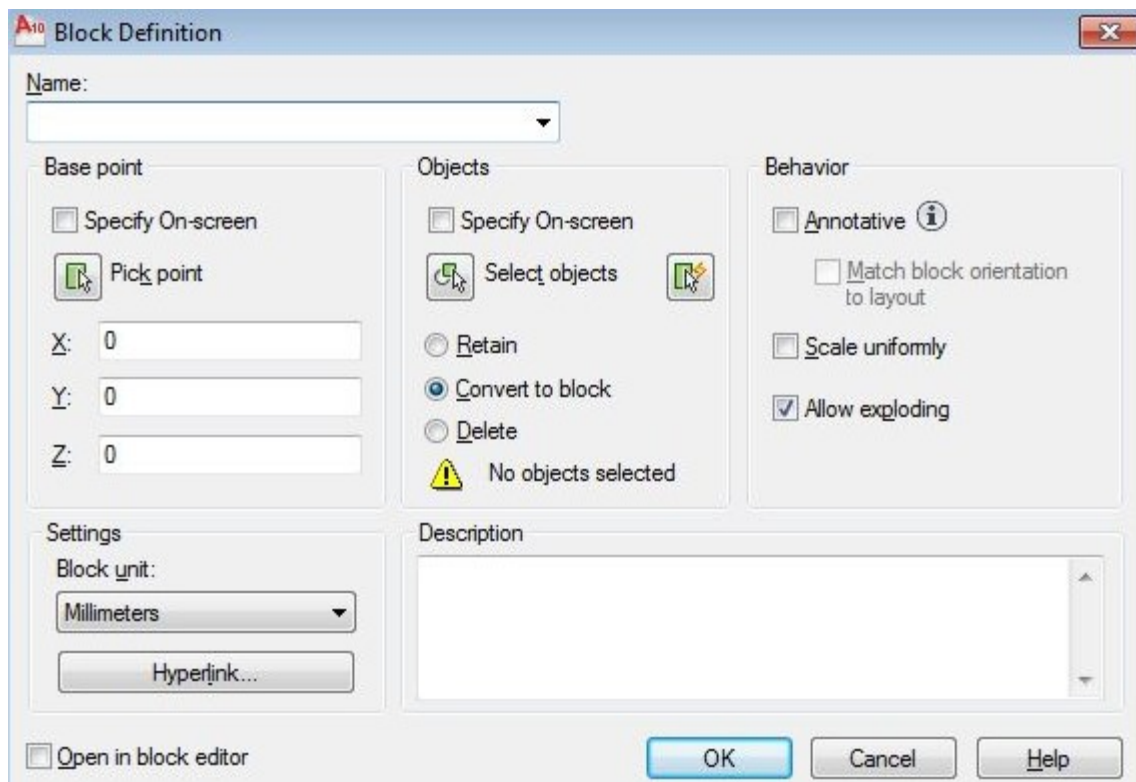 A10 Block Definition
Name:
Base point
Specify On-screen
Pick point
X: 0
Y: 0
Z: 0
Objects
Specify On-screen
Select objects
Retain
Convert to block
Delete
No objects selected
Behavior
Annotative
Match block orientation
to layout
Scale uniformly
Allow exploding
Settings
Block unit:
Millimeters
Hyperlink...
Description
Open in block editor
OK Cancel Help